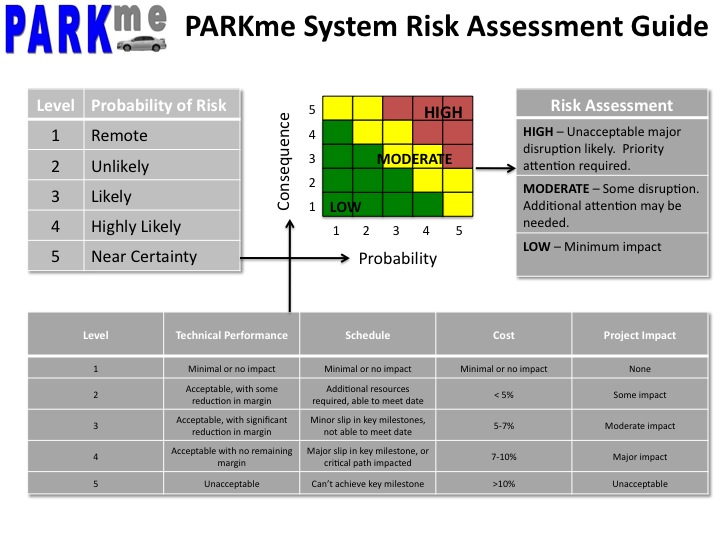 PARKme
PARKme System Risk Assessment Guide
Level Probability of Risk
1 Remote
2 Unlikely
3 Likely
4 Highly Likely
5 Near Certainty
Consequence
5
4
3
2
1
HIGH
MODERATE
LOW
1 2 3 4 5
Probability
Risk Assessment
HIGH – Unacceptable major
disruption likely. Priority
attention required.
MODERATE – Some disruption.
Additional attention may be
needed.
LOW – Minimum impact
Level Technical Performance Schedule Cost Project Impact
1 Minimal or no impact Minimal or no impact Minimal or no impact None
2 Acceptable, with some
reduction in margin Additional resources
required, able to meet date < 5% Some impact
3 Acceptable, with significant
reduction in margin Minor slip in key milestones,
not able to meet date 5-7% Moderate impact
4 Acceptable with no remaining
margin Major slip in key milestone, or
critical path impacted 7-10% Major impact
5 Unacceptable Can't achieve key milestone >10% Unacceptable